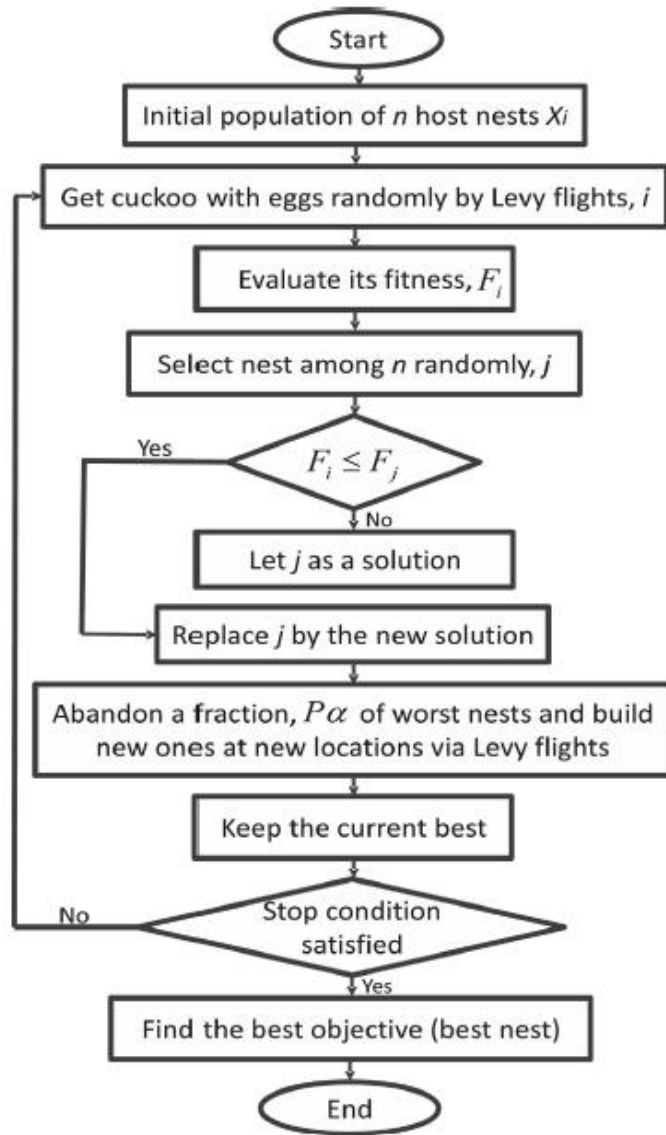 Start
Initial population of n host nests Xi
Get cuckoo with eggs randomly by Levy flights, i
Evaluate its fitness, Fi
Select nest among n randomly, j
Yes
Fi ≤ Fj
No
Let j as a solution
Replace j by the new solution
Abandon a fraction, Pα of worst nests and build
new ones at new locations via Levy flights
Keep the current best
No
Stop condition
satisfied
Yes
Find the best objective (best nest)
End